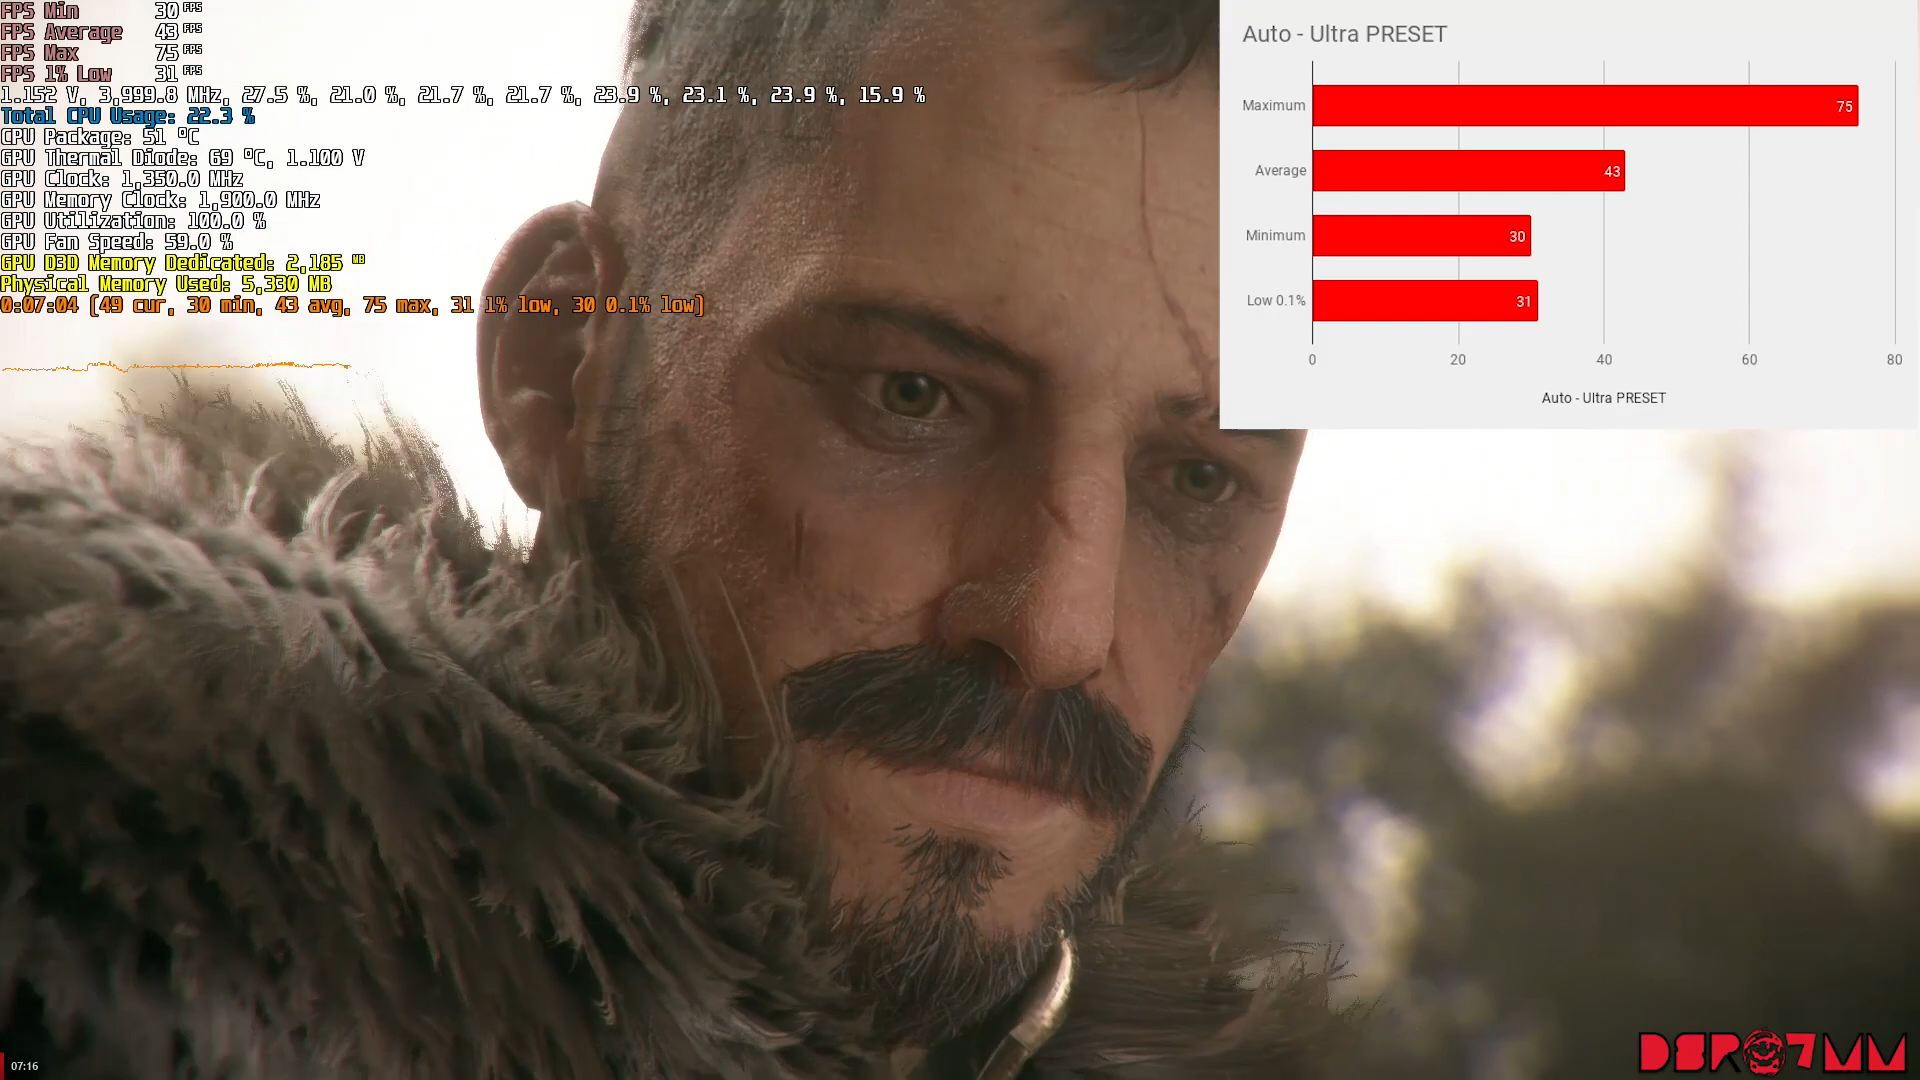 FPS Min 30 FPS
FPS Average 43 FPS
FPS Max 75 FPS
FPS 1% Low 31 FPS
1.152 V, 3,999.8 MHz, 27.5 %, 21.0 %, 21.7 %, 21.7 %, 23.9 %, 23.1 %, 23.9 %, 15.9 %
Total CPU Usage: 22.3 %
CPU Package: 51 °C
GPU Thermal Diode: 69 °C, 1.100 V
GPU Clock: 1,350.0 MHz
GPU Memory Clock: 1,900.0 MHz
GPU Utilization: 100.0 %
GPU Fan Speed: 59.0 %
GPU D3D Memory Dedicated: 2,185 MB
Physical Memory Used: 5,330 MB
0:07:04 (49 cur, 30 min, 43 avg, 75 max, 31 1% low, 30 0.1% low)
Auto - Ultra PRESET
Maximum 75
Average 43
Minimum 30
Low 0.1% 31
0 20 40 60 80
Auto - Ultra PRESET
07:16